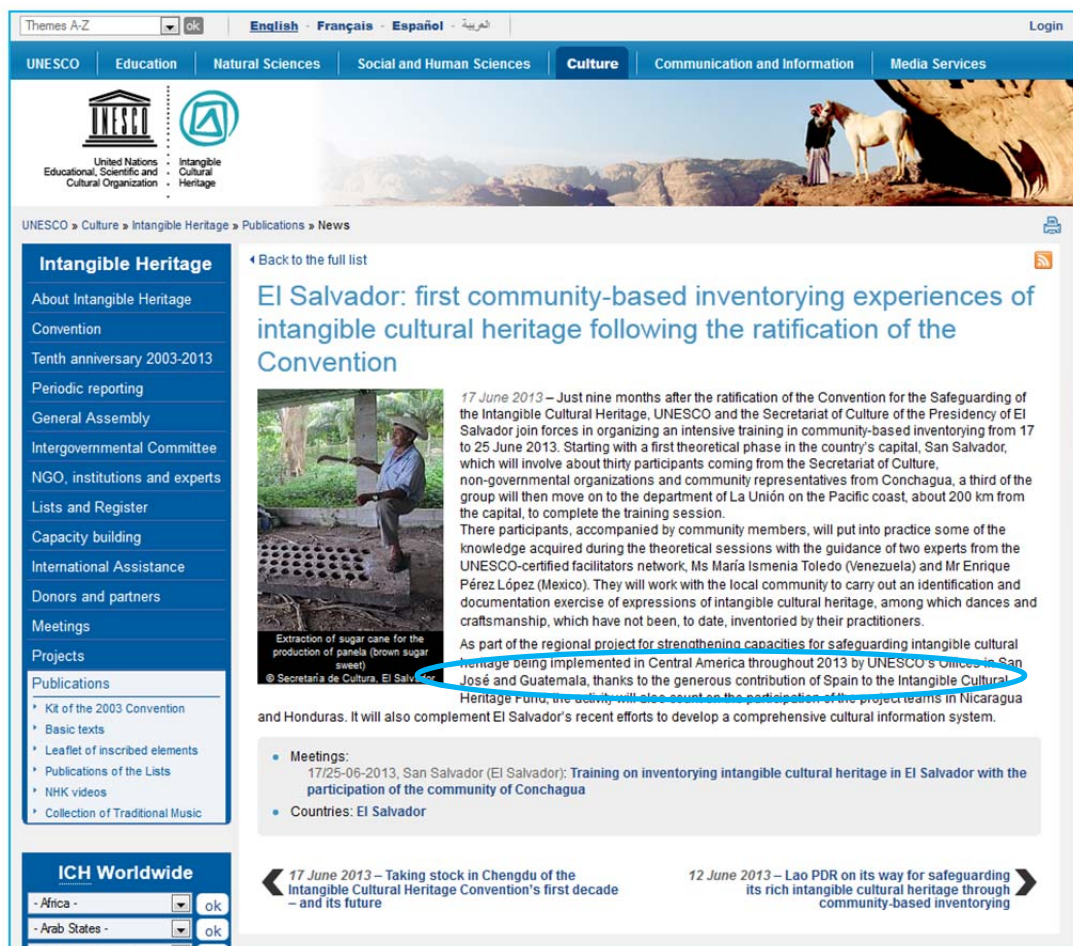 Themes A-Z ok English - Français - Español - العربية Login
UNESCO Education Natural Sciences Social and Human Sciences Culture Communication and Information Media Services
UNESCO
United Nations
Educational, Scientific and
Cultural Organization
Intangible
Cultural
Heritage
UNESCO » Culture » Intangible Heritage » Publications » News
Intangible Heritage
About Intangible Heritage
Convention
Tenth anniversary 2003-2013
Periodic reporting
General Assembly
Intergovernmental Committee
NGO, institutions and experts
Lists and Register
Capacity building
International Assistance
Donors and partners
Meetings
Projects
Publications
Kit of the 2003 Convention
Basic texts
Leaflet of inscribed elements
Publications of the Lists
NHK videos
Collection of Traditional Music
ICH Worldwide
- Africa - ok
- Arab States - ok
Back to the full list
El Salvador: first community-based inventorying experiences of
intangible cultural heritage following the ratification of the
Convention
Extraction of sugar cane for the
production of panela (brown sugar
sweet)
© Secretaría de Cultura, El Salvador
17 June 2013 – Just nine months after the ratification of the Convention for the Safeguarding of
the Intangible Cultural Heritage, UNESCO and the Secretariat of Culture of the Presidency of El
Salvador join forces in organizing an intensive training in community-based inventorying from 17
to 25 June 2013. Starting with a first theoretical phase in the country's capital, San Salvador,
which will involve about thirty participants coming from the Secretariat of Culture,
non-governmental organizations and community representatives from Conchagua, a third of the
group will then move on to the department of La Unión on the Pacific coast, about 200 km from
the capital, to complete the training session.
There participants, accompanied by community members, will put into practice some of the
knowledge acquired during the theoretical sessions with the guidance of two experts from the
UNESCO-certified facilitators network, Ms María Ismenia Toledo (Venezuela) and Mr Enrique
Pérez López (Mexico). They will work with the local community to carry out an identification and
documentation exercise of expressions of intangible cultural heritage, among which dances and
craftsmanship, which have not been, to date, inventoried by their practitioners.
As part of the regional project for strengthening capacities for safeguarding intangible cultural
heritage being implemented in Central America throughout 2013 by UNESCO's Offices in San
José and Guatemala, thanks to the generous contribution of Spain to the Intangible Cultural
Heritage Fund, the activity will also count on the participation of the project teams in Nicaragua
and Honduras. It will also complement El Salvador's recent efforts to develop a comprehensive cultural information system.
Meetings:
17/25-06-2013, San Salvador (El Salvador): Training on inventorying intangible cultural heritage in El Salvador with the
participation of the community of Conchagua
Countries: El Salvador
17 June 2013 – Taking stock in Chengdu of the
Intangible Cultural Heritage Convention's first decade
– and its future
12 June 2013 – Lao PDR on its way for safeguarding
its rich intangible cultural heritage through
community-based inventorying